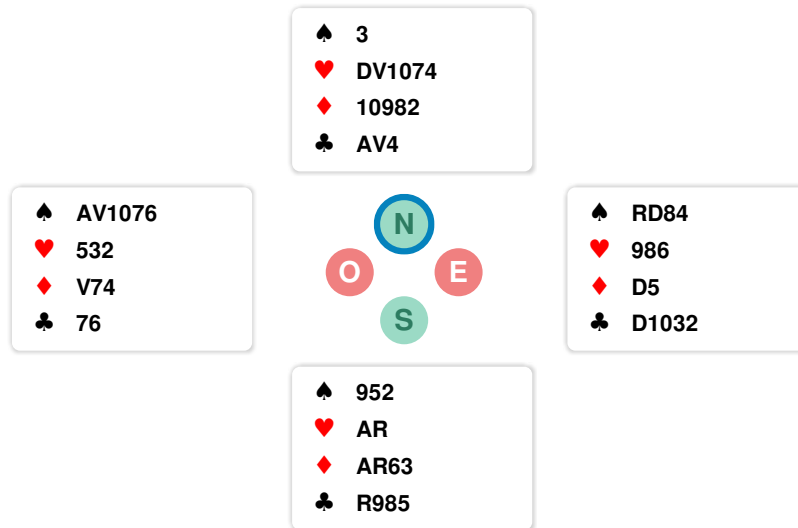 ♠ 3
♥ DV1074
♦ 10982
♣ AV4
♠ AV1076
♥ 532
♦ V74
♣ 76
N
O E
S
♠ RD84
♥ 986
♦ D5
♣ D1032
♠ 952
♥ AR
♦ AR63
♣ R985